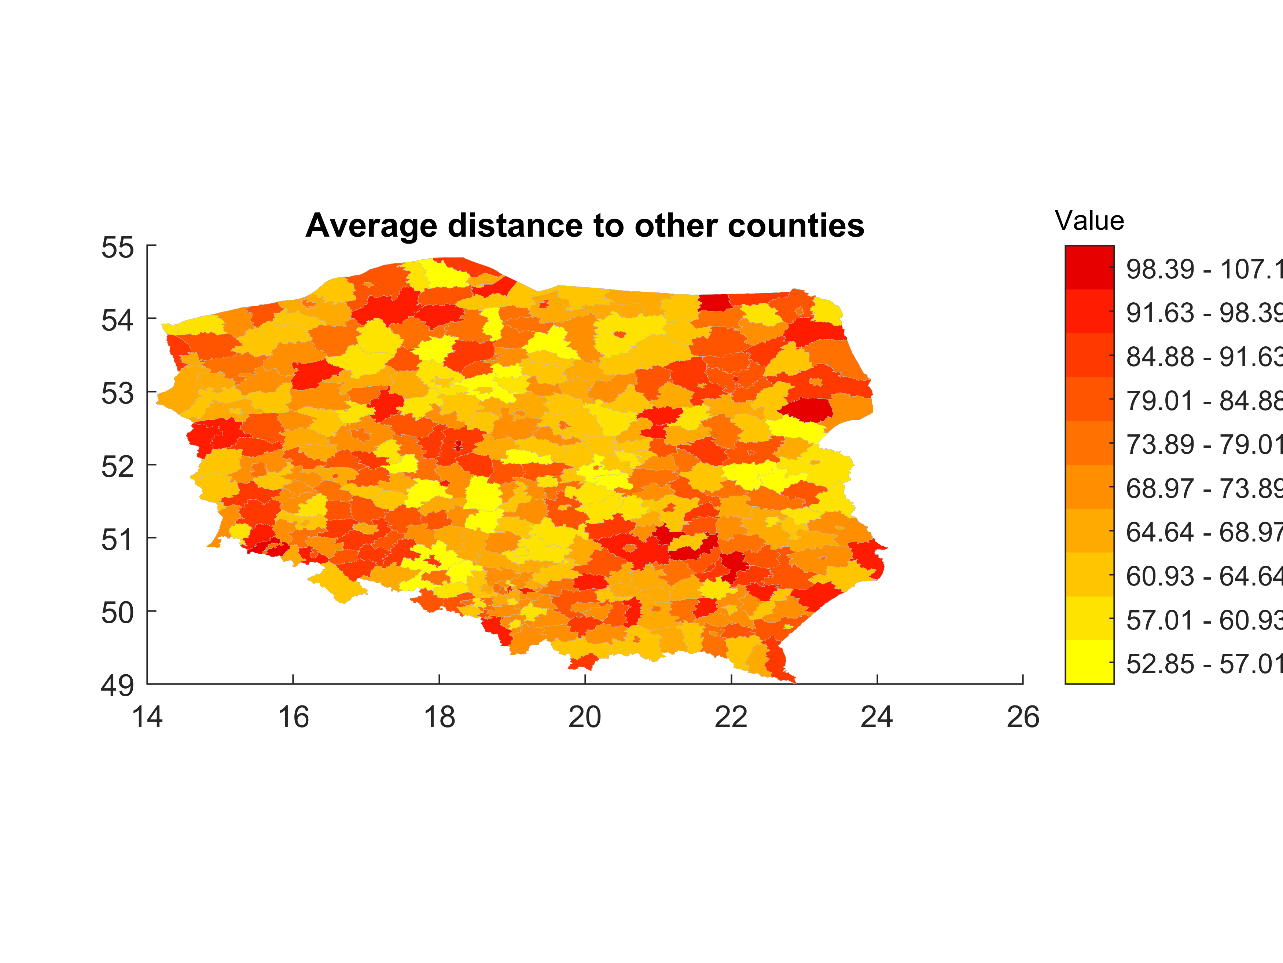 Average distance to other counties
Value
55
54
53
52
51
50
49
14
16
18
20
22
24
26
98.39 - 107.1
91.63 - 98.39
84.88 - 91.63
79.01 - 84.88
73.89 - 79.01
68.97 - 73.89
64.64 - 68.97
60.93 - 64.64
57.01 - 60.93
52.85 - 57.01